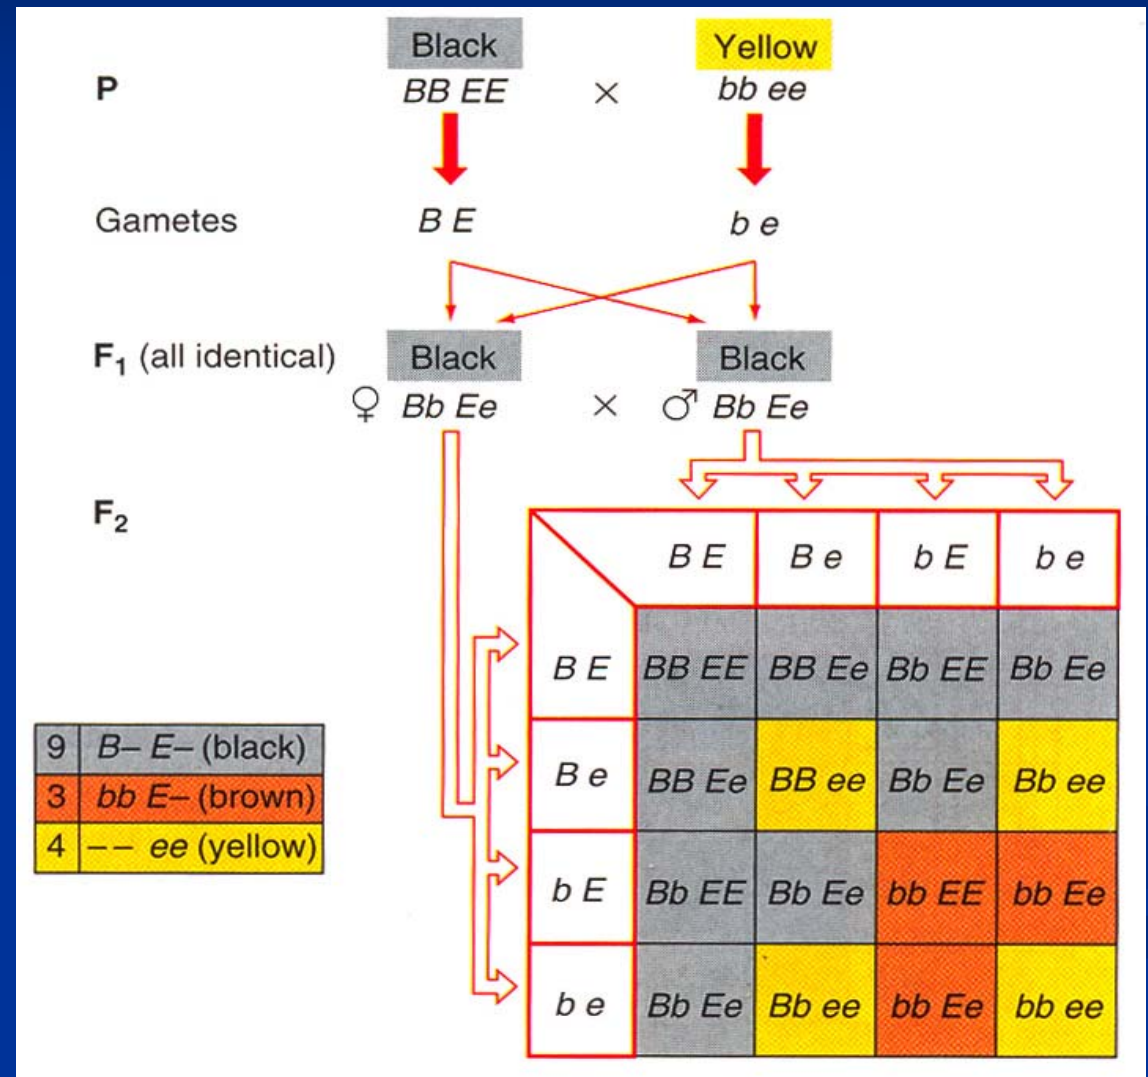 Black Yellow
P BB EE × bb ee
Gametes B E b e
F₁ (all identical) Black Black
♀ Bb Ee × ♂ Bb Ee
F₂
B E B e b E b e
B E BB EE BB Ee Bb EE Bb Ee
B e BB Ee BB ee Bb Ee Bb ee
b E Bb EE Bb Ee bb EE bb Ee
b e Bb Ee Bb ee bb Ee bb ee
9 B– E– (black)
3 bb E– (brown)
4 –– ee (yellow)